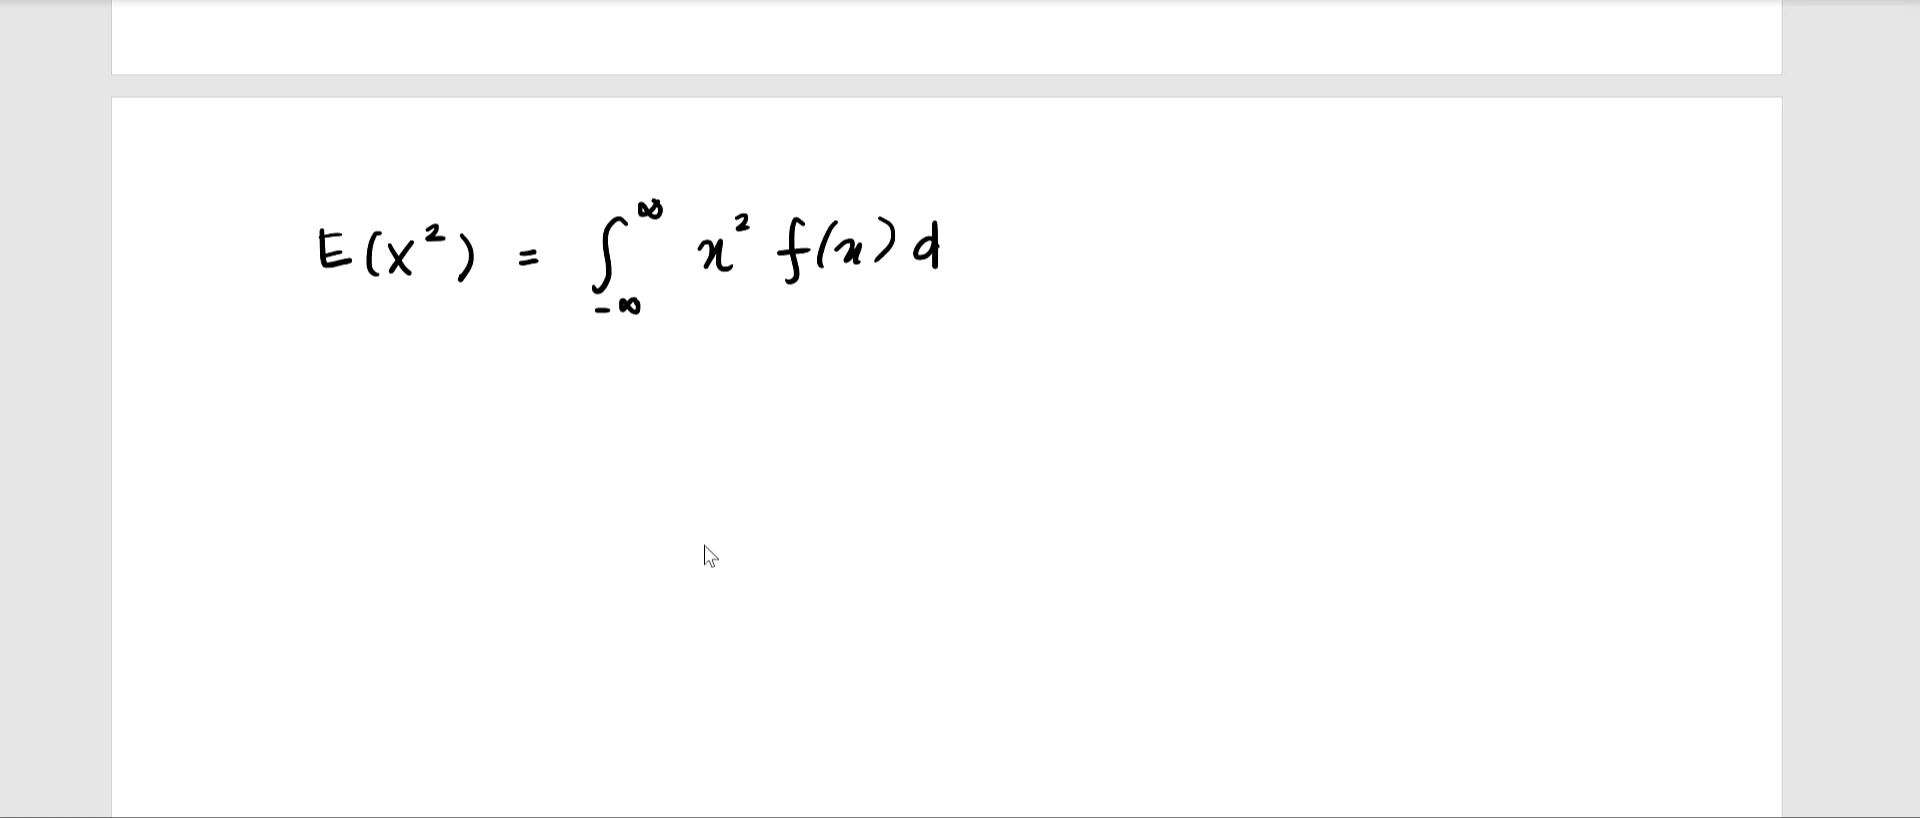 E(X²) = ∫_{-∞}^{∞} x² f(x) d